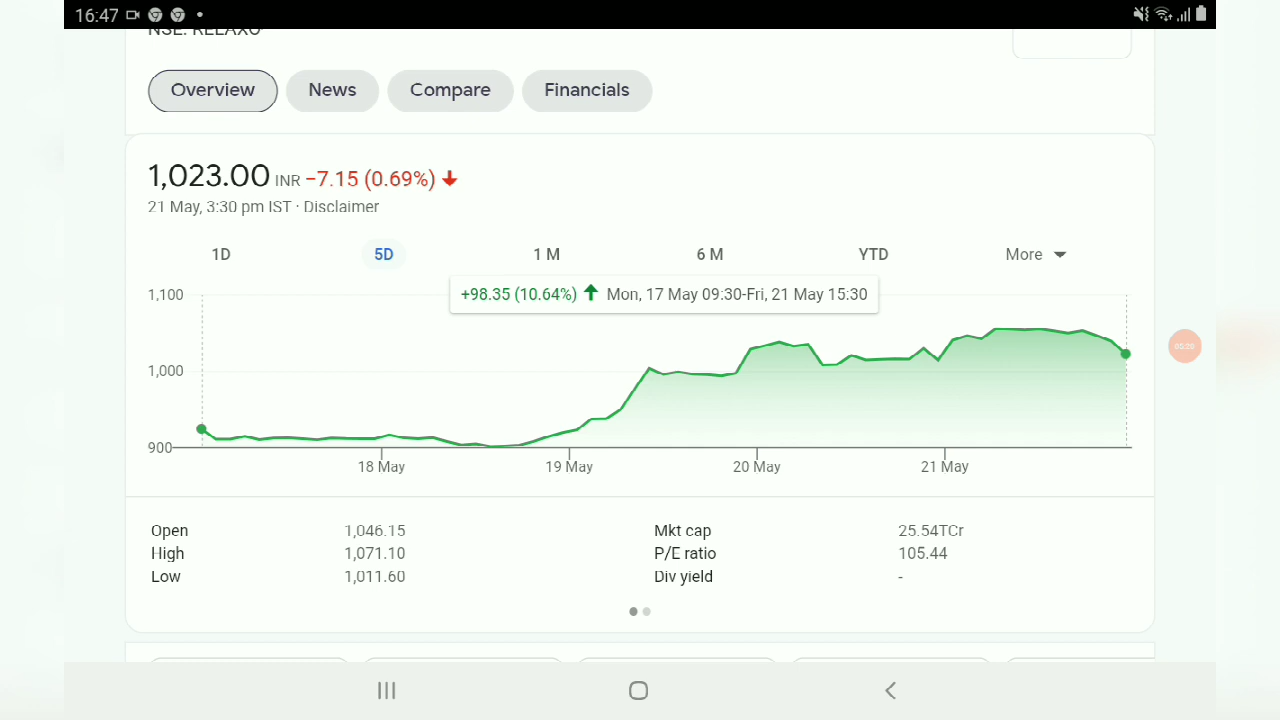 16:47
NSE: RELAXO
Overview News Compare Financials
1,023.00 INR −7.15 (0.69%)
21 May, 3:30 pm IST · Disclaimer
1D 5D 1 M 6 M YTD More
+98.35 (10.64%) Mon, 17 May 09:30-Fri, 21 May 15:30
1,100
1,000
900
18 May 19 May 20 May 21 May
Open 1,046.15 Mkt cap 25.54TCr
High 1,071.10 P/E ratio 105.44
Low 1,011.60 Div yield -